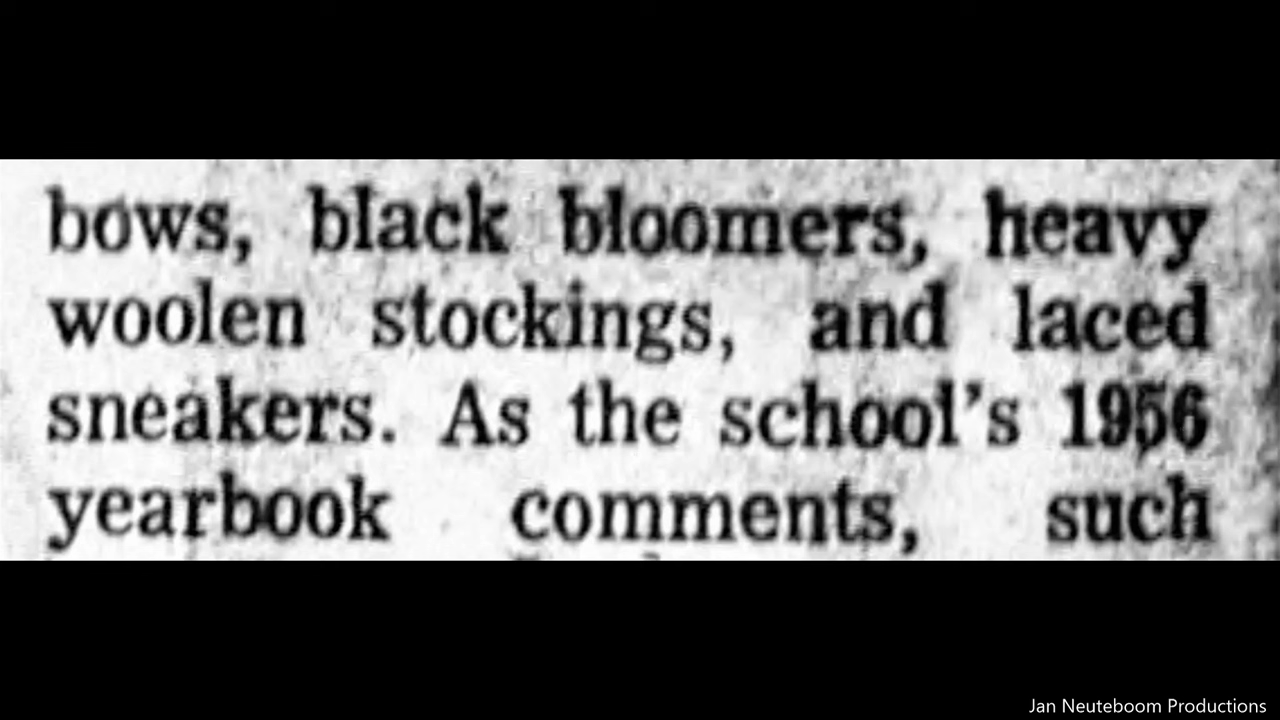 bows, black bloomers, heavy
woolen stockings, and laced
sneakers. As the school's 1956
yearbook comments, such
Jan Neuteboom Productions